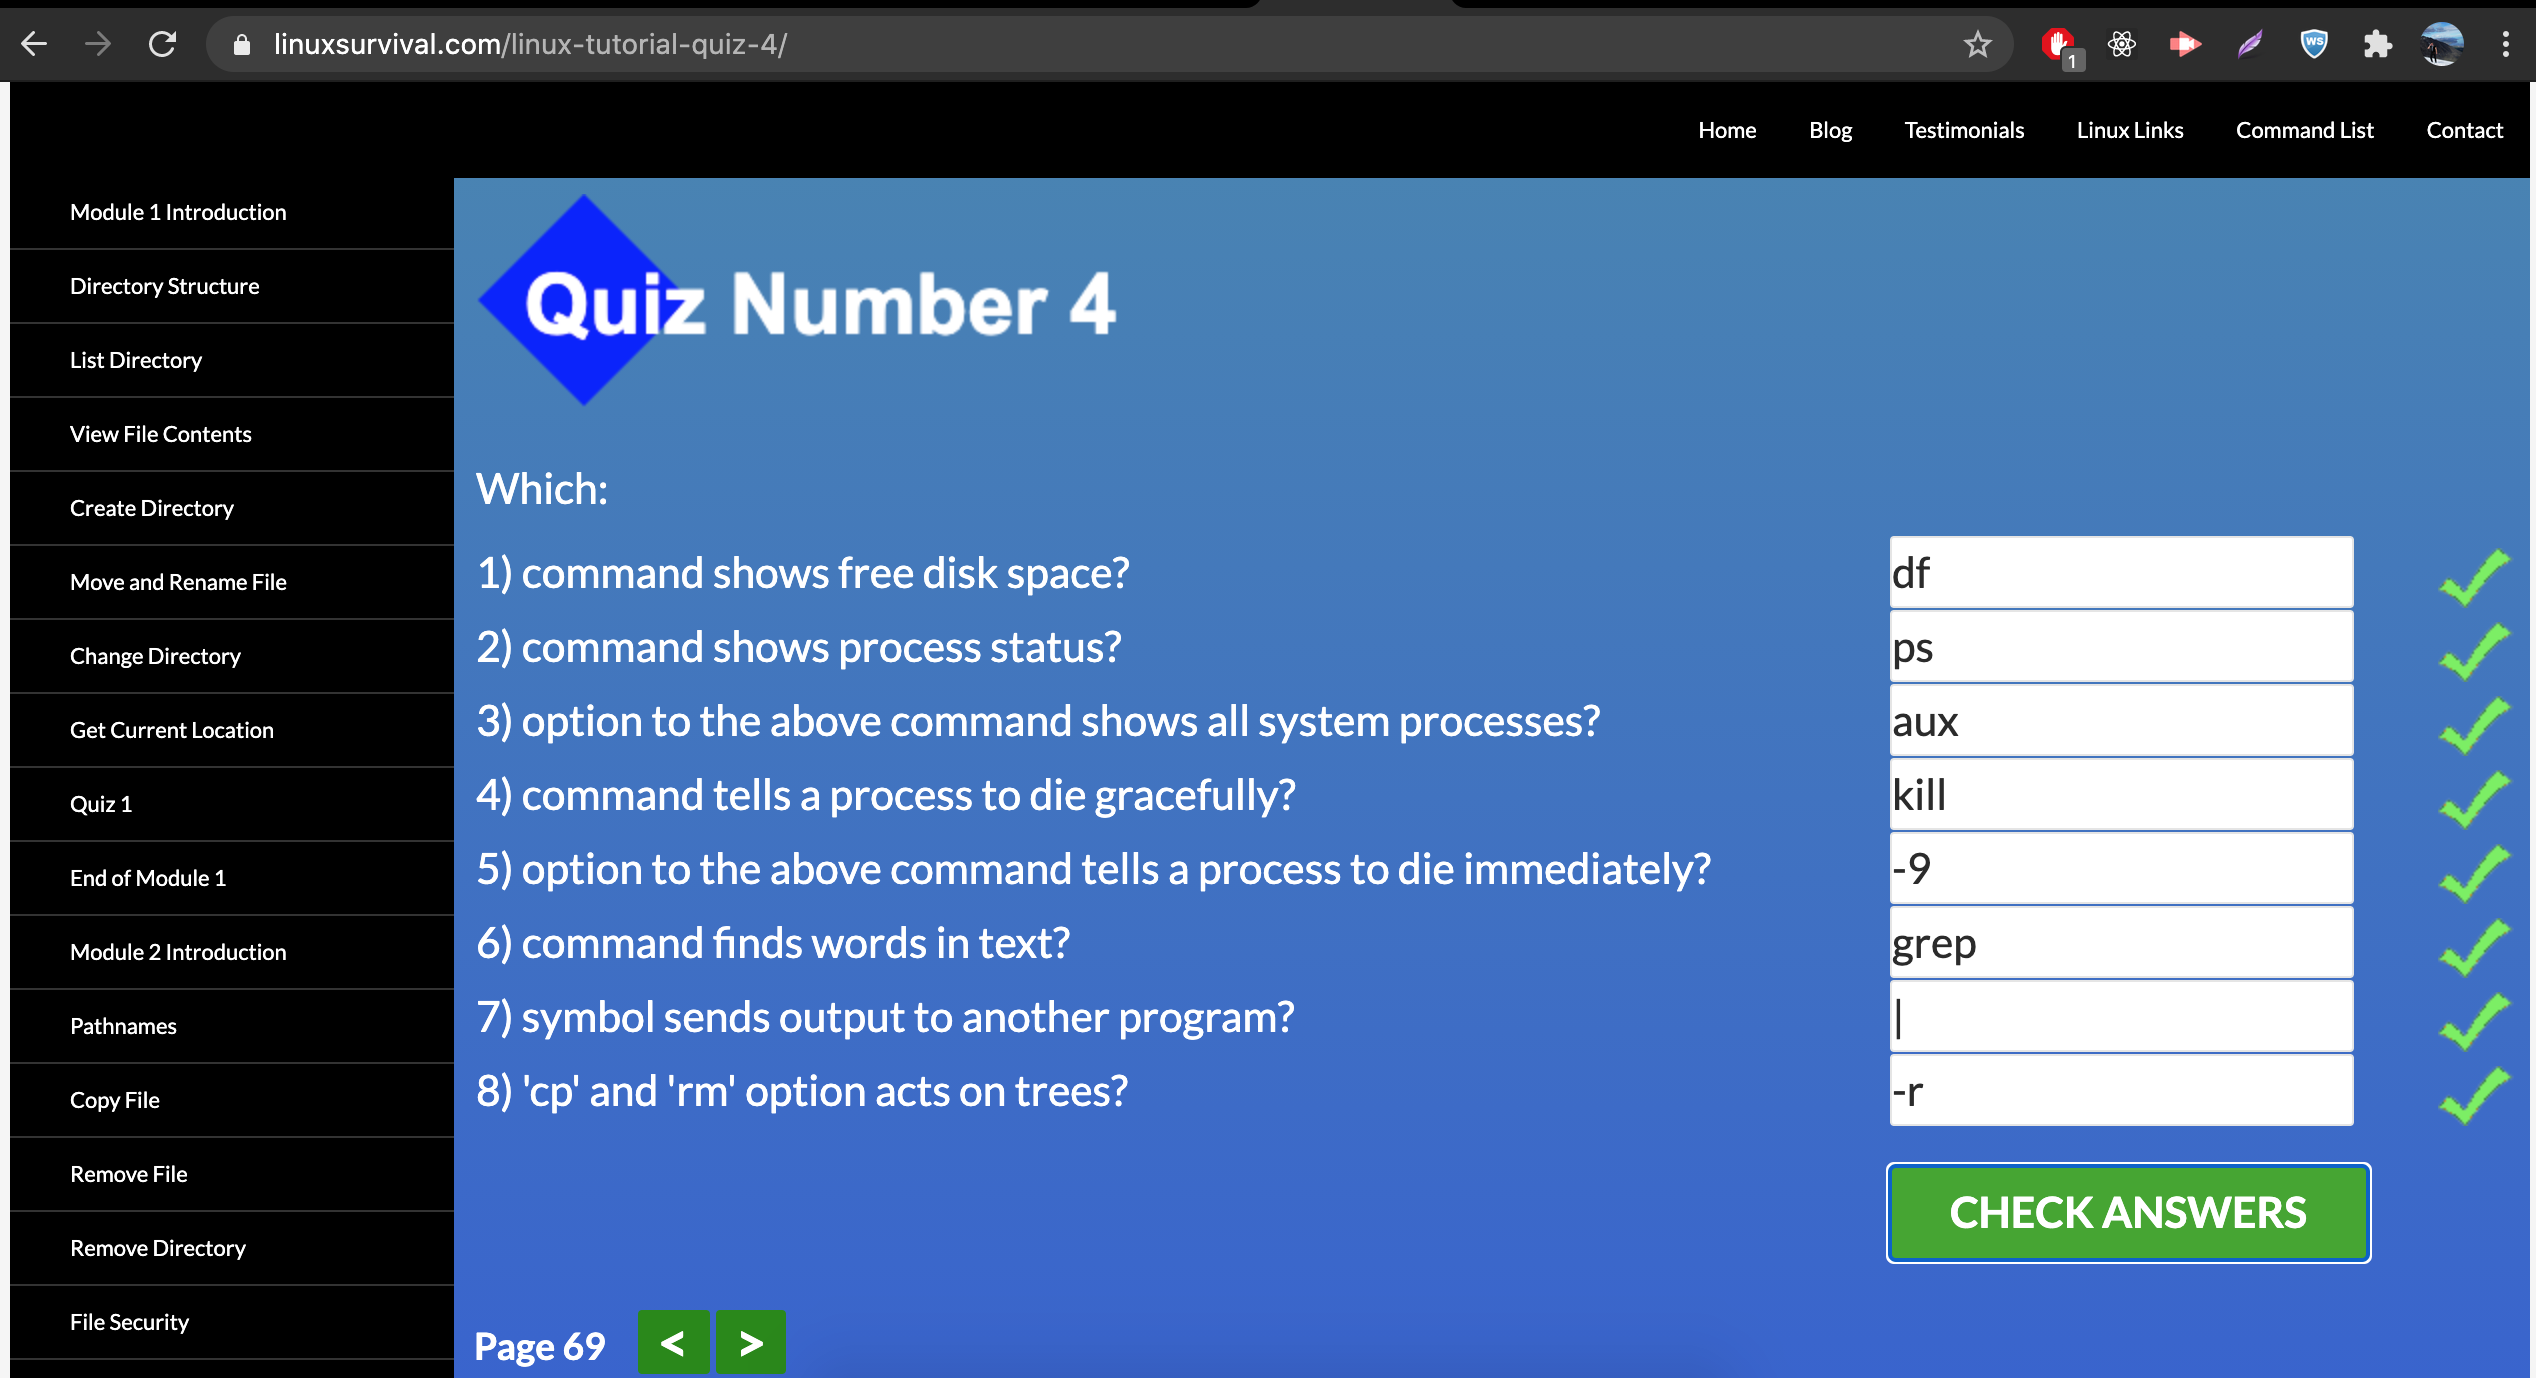 linuxsurvival.com/linux-tutorial-quiz-4/
1
WS
Home Blog Testimonials Linux Links Command List Contact
Module 1 Introduction
Directory Structure
List Directory
View File Contents
Create Directory
Move and Rename File
Change Directory
Get Current Location
Quiz 1
End of Module 1
Module 2 Introduction
Pathnames
Copy File
Remove File
Remove Directory
File Security
Quiz Number 4
Which:
1) command shows free disk space? df
2) command shows process status? ps
3) option to the above command shows all system processes? aux
4) command tells a process to die gracefully? kill
5) option to the above command tells a process to die immediately? -9
6) command finds words in text? grep
7) symbol sends output to another program? |
8) 'cp' and 'rm' option acts on trees? -r
CHECK ANSWERS
Page 69 < >